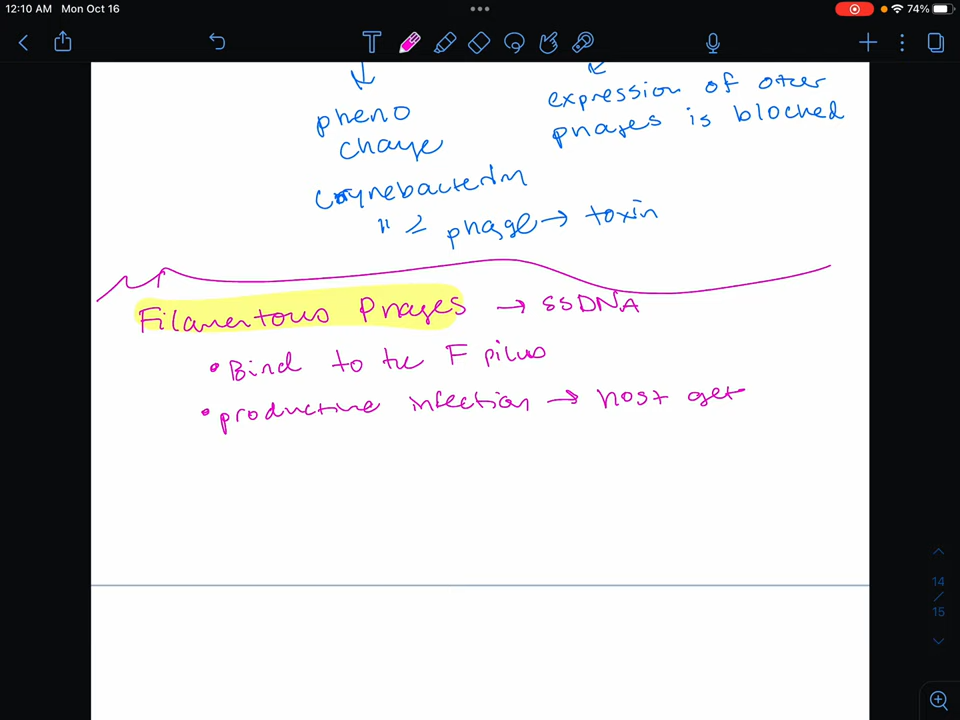 12:10 AM Mon Oct 16
74%
T
expression of other
phages is blocked
pheno
change
Corynebacterium
" phage → toxin
Filamentous Phages → ssDNA
• Bind to the F pilus
• productive infection → host get
14
/
15